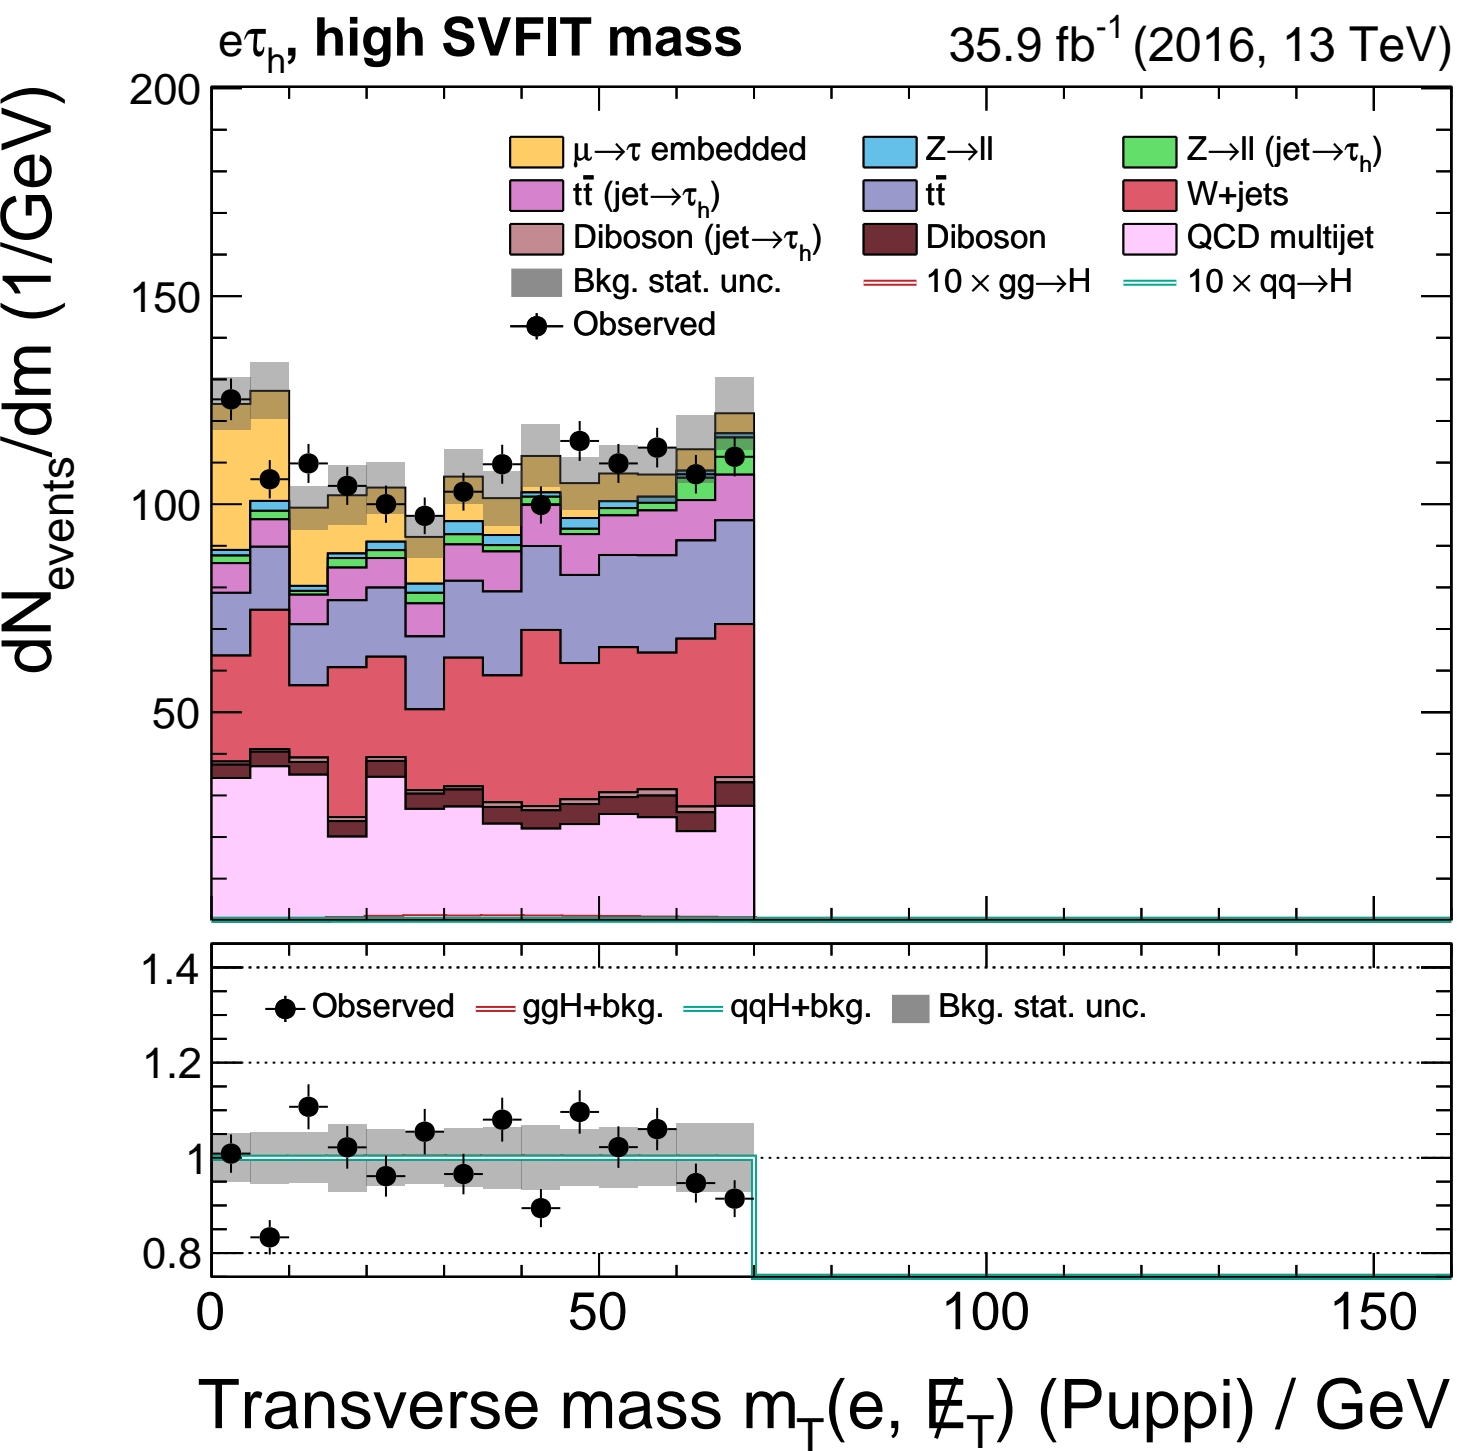 eτh, high SVFIT mass
35.9 fb-1 (2016, 13 TeV)
dNevents/dm (1/GeV)
200
150
100
50
μ→τ embedded
Z→ll
Z→ll (jet→τh)
tt̄ (jet→τh)
tt̄
W+jets
Diboson (jet→τh)
Diboson
QCD multijet
Bkg. stat. unc.
10 × gg→H
10 × qq→H
Observed
1.4
1.2
1
0.8
Observed
ggH+bkg.
qqH+bkg.
Bkg. stat. unc.
0
50
100
150
Transverse mass mT(e, E̸T) (Puppi) / GeV